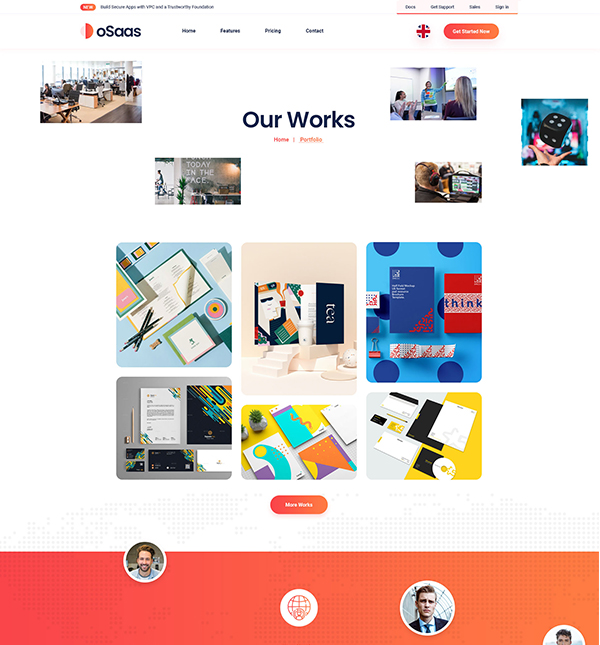 NEW Build Secure Apps with VPC and a Trustworthy Foundation
Docs Get Support Sales Sign in
oSaas
Home Features Pricing Contact
Get Started Now
Our Works
Home | Portfolio
TODAY
IN THE
FACE.
tea
think
More Works